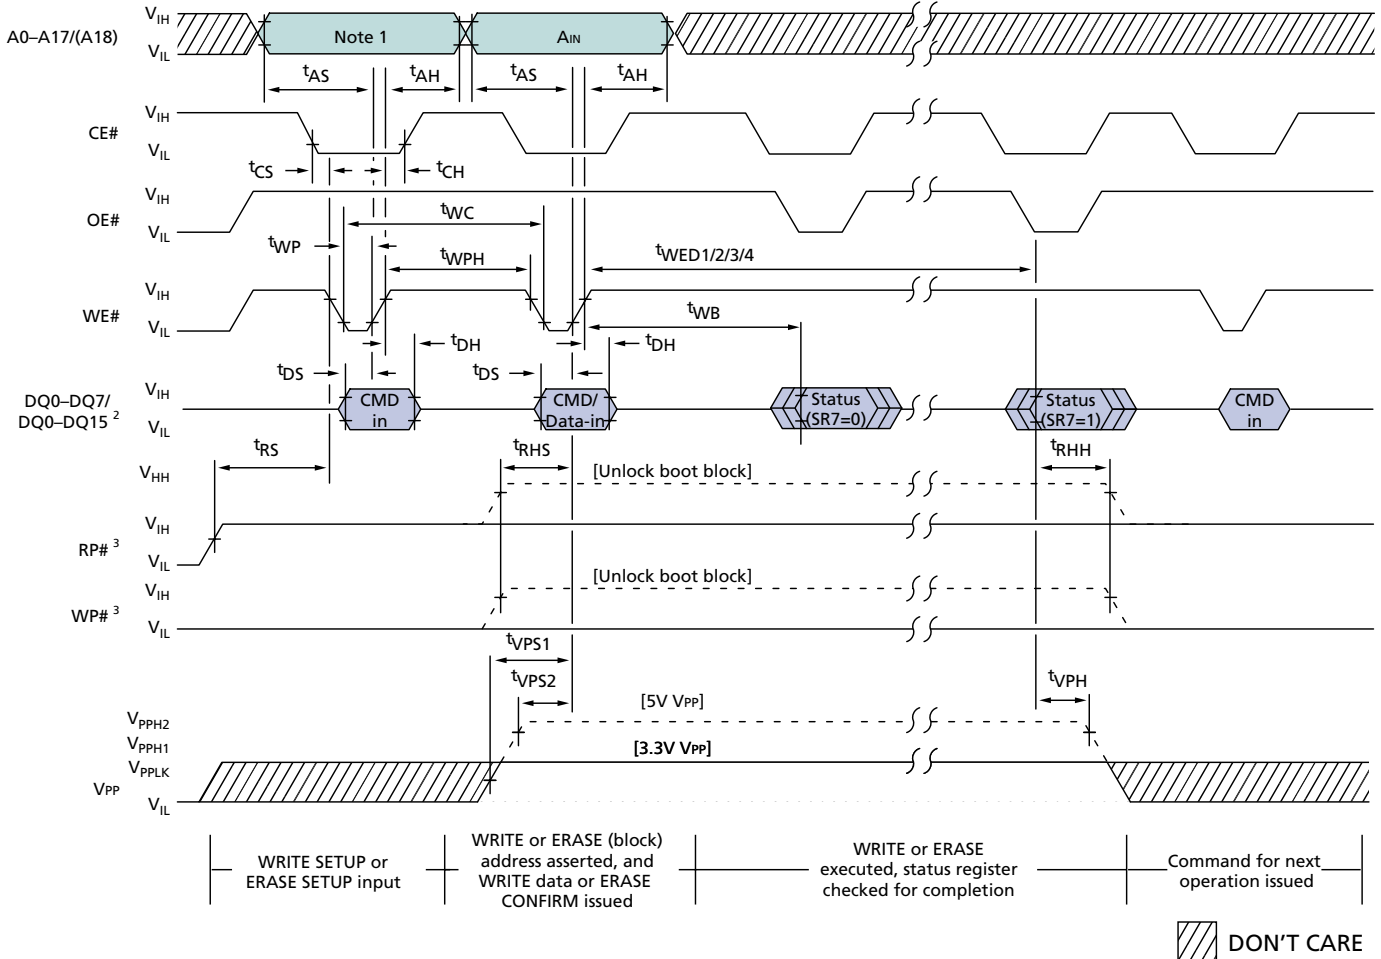 VIH
A0–A17/(A18)
VIL
Note 1
AIN
tAS
tAH
tAS
tAH
VIH
CE#
VIL
tCS
tCH
VIH
OE#
VIL
tWC
tWP
tWPH
tWED1/2/3/4
VIH
WE#
VIL
tWB
tDH
tDH
tDS
tDS
VIH
DQ0–DQ7/
DQ0–DQ15 2
VIL
CMD
in
CMD/
Data-in
Status
(SR7=0)
Status
(SR7=1)
CMD
in
tRS
tRHS
[Unlock boot block]
tRHH
VHH
VIH
RP# 3
VIL
[Unlock boot block]
VIH
WP# 3
VIL
tVPS1
tVPS2
tVPH
[5V VPP]
VPPH2
VPPH1
[3.3V VPP]
VPPLK
VPP
VIL
WRITE SETUP or
ERASE SETUP input
WRITE or ERASE (block)
address asserted, and
WRITE data or ERASE
CONFIRM issued
WRITE or ERASE
executed, status register
checked for completion
Command for next
operation issued
DON'T CARE